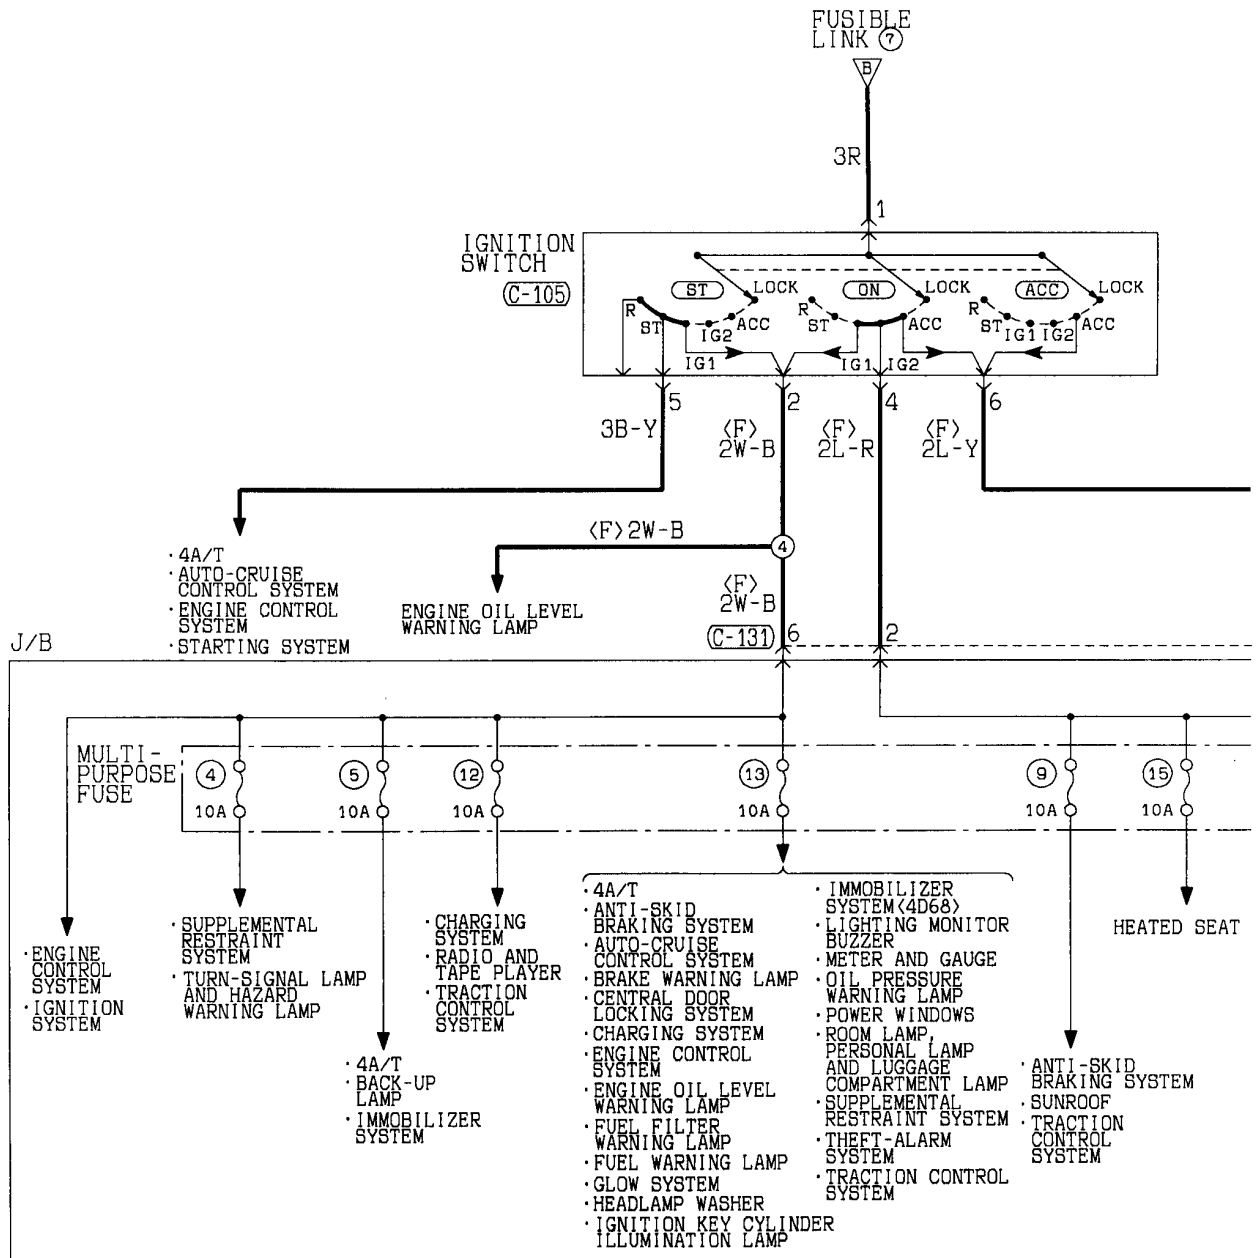 FUSIBLE
LINK 7
B
3R
1
IGNITION
SWITCH
C-105
ST
LOCK
ON
LOCK
ACC
LOCK
R
ST
IG1
IG2
ACC
R
ST
IG1
IG2
ACC
R
ST
IG1
IG2
ACC
5
2
4
6
3B-Y
<F>
2W-B
<F>
2L-R
<F>
2L-Y
<F>2W-B
4
<F>
2W-B
·4A/T
·AUTO-CRUISE
CONTROL SYSTEM
·ENGINE CONTROL
SYSTEM
·STARTING SYSTEM
ENGINE OIL LEVEL
WARNING LAMP
C-131
6
2
J/B
MULTI-
PURPOSE
FUSE
4
10A
5
10A
12
10A
13
10A
9
10A
15
10A
·ENGINE
CONTROL
SYSTEM
·IGNITION
SYSTEM
·SUPPLEMENTAL
RESTRAINT
SYSTEM
·TURN-SIGNAL LAMP
AND HAZARD
WARNING LAMP
·4A/T
·BACK-UP
LAMP
·IMMOBILIZER
SYSTEM
·CHARGING
SYSTEM
·RADIO AND
TAPE PLAYER
·TRACTION
CONTROL
SYSTEM
·4A/T
·ANTI-SKID
BRAKING SYSTEM
·AUTO-CRUISE
CONTROL SYSTEM
·BRAKE WARNING LAMP
·CENTRAL DOOR
LOCKING SYSTEM
·CHARGING SYSTEM
·ENGINE CONTROL
SYSTEM
·ENGINE OIL LEVEL
WARNING LAMP
·FUEL FILTER
WARNING LAMP
·FUEL WARNING LAMP
·GLOW SYSTEM
·HEADLAMP WASHER
·IGNITION KEY CYLINDER
ILLUMINATION LAMP
·IMMOBILIZER
SYSTEM<4D68>
·LIGHTING MONITOR
BUZZER
·METER AND GAUGE
·OIL PRESSURE
WARNING LAMP
·POWER WINDOWS
·ROOM LAMP,
PERSONAL LAMP
AND LUGGAGE
COMPARTMENT LAMP
·SUPPLEMENTAL
RESTRAINT SYSTEM
·THEFT-ALARM
SYSTEM
·TRACTION CONTROL
SYSTEM
·ANTI-SKID
BRAKING SYSTEM
·SUNROOF
·TRACTION
CONTROL
SYSTEM
HEATED SEAT